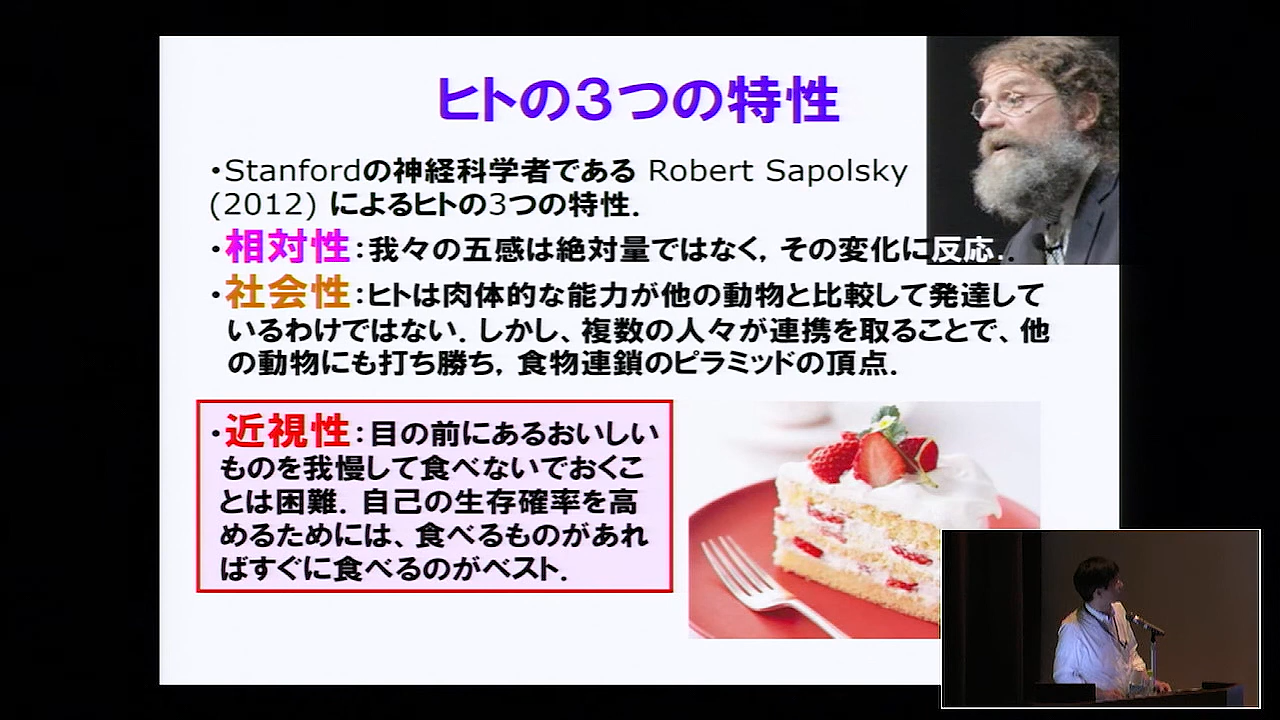 ヒトの３つの特性
・Stanfordの神経科学者である Robert Sapolsky
(2012) によるヒトの3つの特性．
・相対性：我々の五感は絶対量ではなく，その変化に反応．．
・社会性：ヒトは肉体的な能力が他の動物と比較して発達して
いるわけではない．しかし、複数の人々が連携を取ることで、他
の動物にも打ち勝ち，食物連鎖のピラミッドの頂点．
・近視性：目の前にあるおいしい
ものを我慢して食べないでおくこ
とは困難．自己の生存確率を高
めるためには、食べるものがあれ
ばすぐに食べるのがベスト．